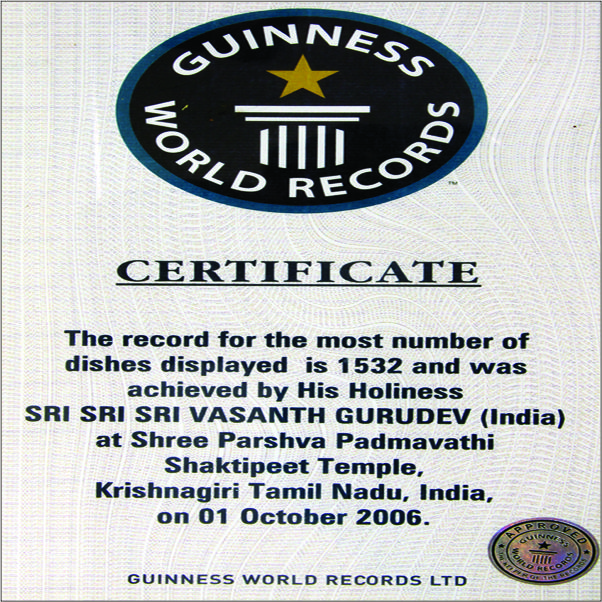 GUINNESS
WORLD RECORDS
™
CERTIFICATE
The record for the most number of
dishes displayed is 1532 and was
achieved by His Holiness
SRI SRI SRI VASANTH GURUDEV (India)
at Shree Parshva Padmavathi
Shaktipeet Temple,
Krishnagiri Tamil Nadu, India,
on 01 October 2006.
APPROVED
GUINNESS
WORLD RECORDS
GUINNESS WORLD RECORDS LTD